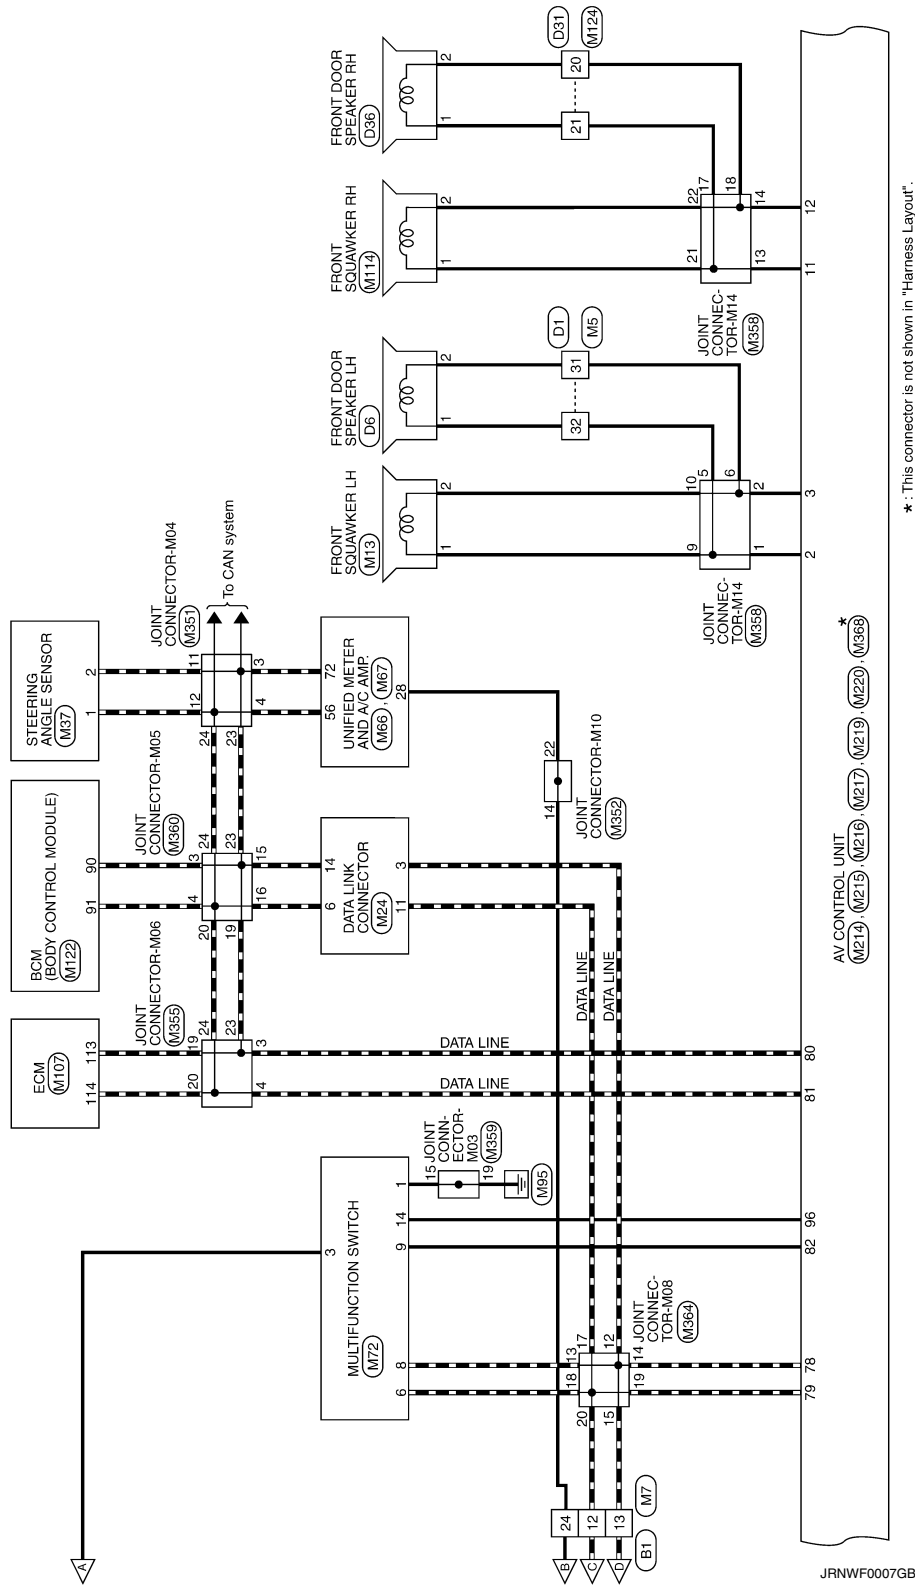 A
B
C
D
24
12
13
B1
M7
MULTIFUNCTION SWITCH
M72
3
6
8
9
14
1
15
JOINT
CONN-
ECTOR-
M03
M359
19
M95
18
13
17
12
20
15
19
14
JOINT
CONNEC-
TOR-M08
M364
79
78
82
96
81
80
ECM
M107
114
113
JOINT
CONNECTOR-M06
M355
20
19
24
23
4
3
DATA LINE
DATA LINE
DATA LINE
DATA LINE
BCM
(BODY CONTROL MODULE)
M122
91
90
JOINT
CONNECTOR-M05
M360
4
3
20
19
24
23
16
15
6
14
DATA LINK
CONNECTOR
M24
11
3
STEERING
ANGLE SENSOR
M37
1
2
JOINT
CONNECTOR-M04
M351
12
11
24
23
4
3
To CAN system
56
72
UNIFIED METER
AND A/C AMP.
M66 , M67
28
14
22
JOINT
CONNECTOR-M10
M352
FRONT
SQUAWKER LH
M13
1
2
FRONT DOOR
SPEAKER LH
D6
1
2
32
31
D1
M5
9
10
5
6
1
2
JOINT
CONNEC-
TOR-M14
M358
2
3
FRONT
SQUAWKER RH
M114
1
2
FRONT DOOR
SPEAKER RH
D36
1
2
21
20
D31
M124
21
22
17
18
13
14
JOINT
CONNEC-
TOR-M14
M358
11
12
AV CONTROL UNIT
M214 , M215 , M216 , M217 , M219 , M220 , M368 *
* : This connector is not shown in "Harness Layout".
JRNWF0007GB